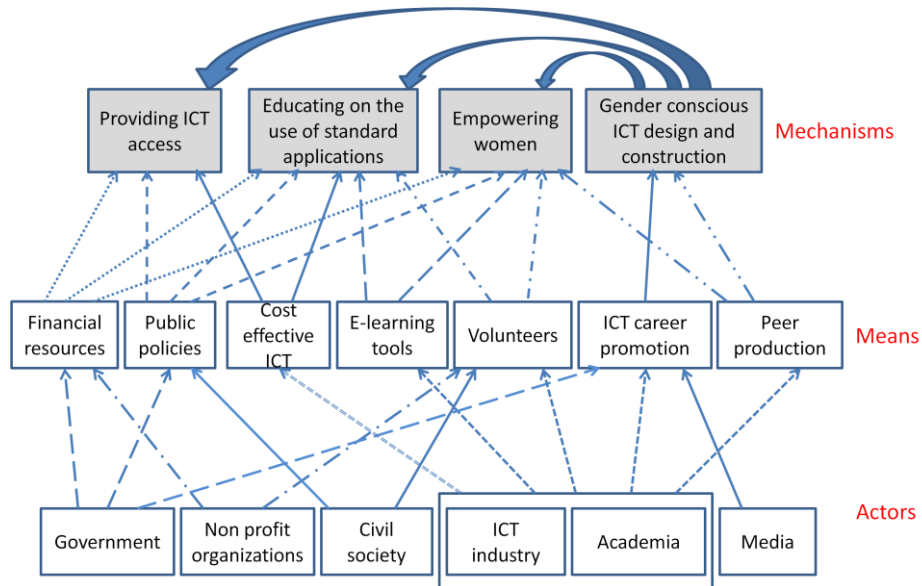 Providing ICT
access
Educating on the
use of standard
applications
Empowering
women
Gender conscious
ICT design and
construction
Mechanisms
Financial
resources
Public
policies
Cost
effective
ICT
E-learning
tools
Volunteers
ICT career
promotion
Peer
production
Means
Government
Non profit
organizations
Civil
society
ICT
industry
Academia
Media
Actors